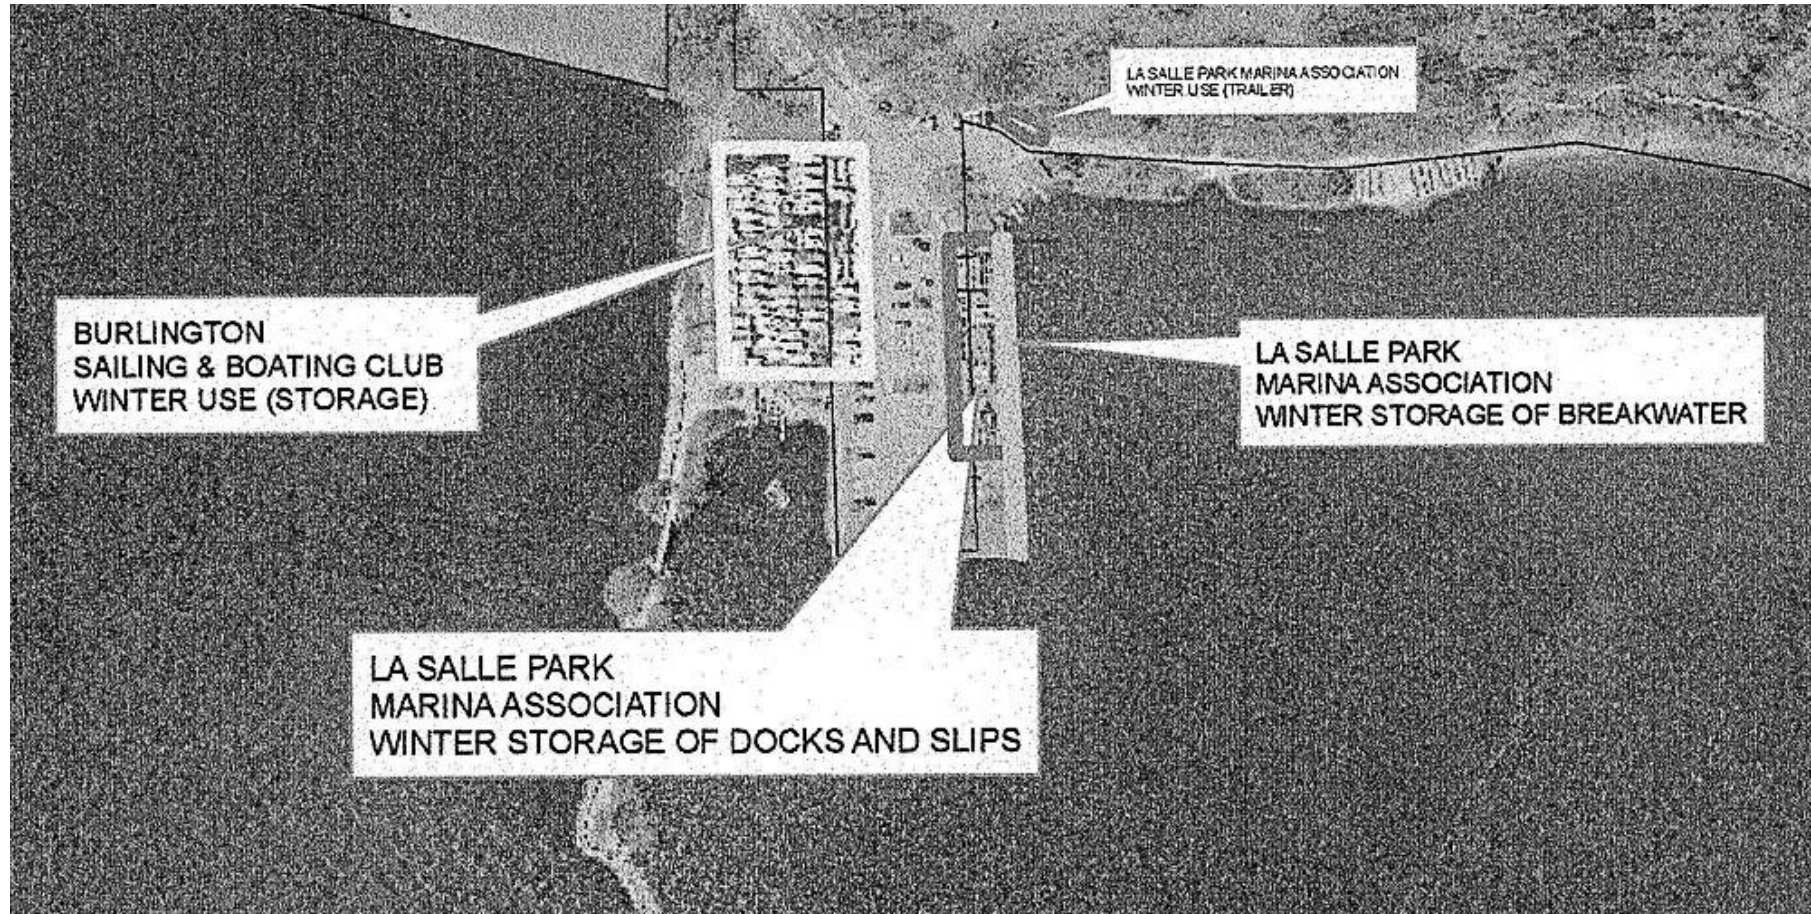 LA SALLE PARK MARINA ASSOCIATION
WINTER USE (TRAILER)
BURLINGTON
SAILING & BOATING CLUB
WINTER USE (STORAGE)
LA SALLE PARK
MARINA ASSOCIATION
WINTER STORAGE OF BREAKWATER
LA SALLE PARK
MARINA ASSOCIATION
WINTER STORAGE OF DOCKS AND SLIPS